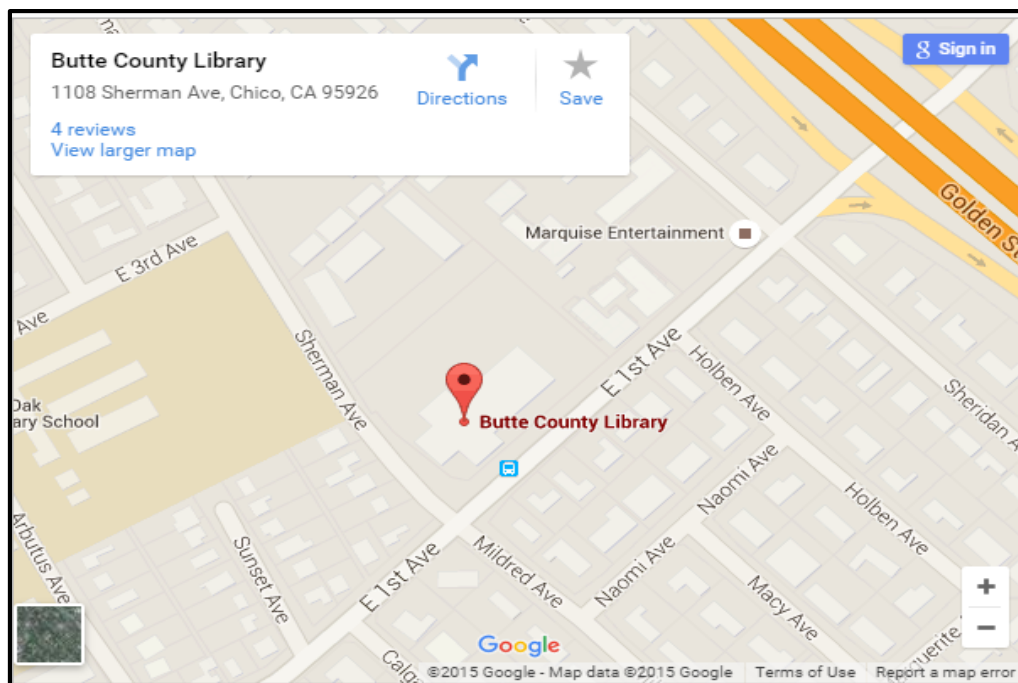 Butte County Library
1108 Sherman Ave, Chico, CA 95926
4 reviews
View larger map
Directions
Save
g Sign in
Golden St
Marquise Entertainment
E 3rd Ave
Ave
Sherman Ave
E 1st Ave
Holben Ave
Sheridan A
Butte County Library
Oak
ary School
Naomi Ave
Holben Ave
Arbutus Ave
Sunset Ave
E 1st Ave
Mildred Ave
Naomi Ave
Macy Ave
Calga
Google
©2015 Google - Map data ©2015 Google
Terms of Use
Report a map error
+
−